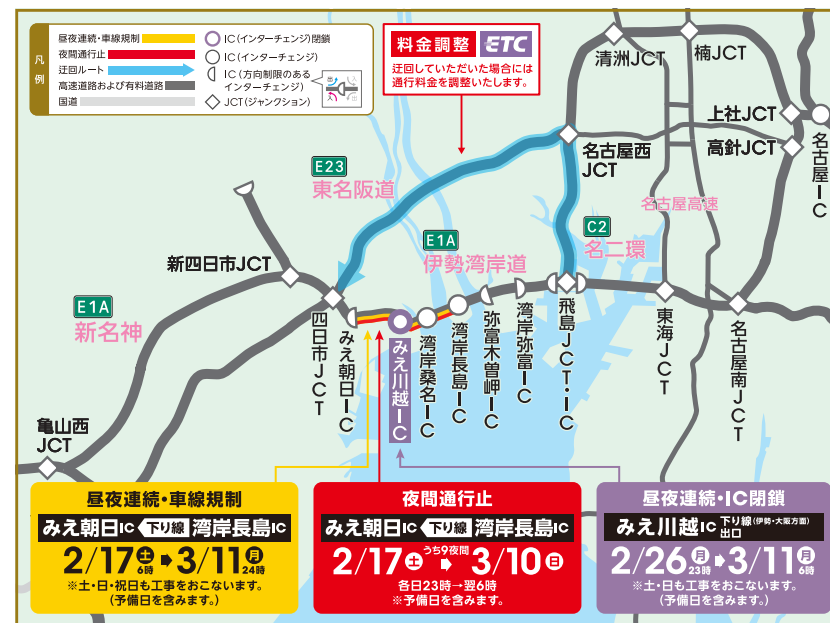 凡例
昼夜連続・車線規制
夜間通行止
迂回ルート
高速道路および有料道路
国道
IC(インターチェンジ)閉鎖
IC(インターチェンジ)
IC(方向制限のある
インターチェンジ)
JCT(ジャンクション)
料金調整 ETC
迂回していただいた場合には
通行料金を調整いたします。
清洲JCT
楠JCT
上社JCT
高針JCT
名古屋IC
名古屋西
JCT
名古屋高速
E23
東名阪道
C2
名二環
E1A
伊勢湾岸道
新四日市JCT
E1A
新名神
四日市JCT
みえ朝日IC
みえ川越IC
湾岸桑名IC
湾岸長島IC
弥富木曽岬IC
湾岸弥富IC
飛島JCT・IC
東海JCT
名古屋南JCT
亀山西
JCT
昼夜連続・車線規制
みえ朝日IC 下り線 湾岸長島IC
2/17土6時 3/11月24時
※土・日・祝日も工事をおこないます。
(予備日を含みます。)
夜間通行止
みえ朝日IC 下り線 湾岸長島IC
2/17土 うち9夜間 3/10日
各日23時→翌6時
※予備日を含みます。
昼夜連続・IC閉鎖
みえ川越IC 下り線(伊勢・大阪方面)出口
2/26月23時 3/11月6時
※土・日も工事をおこないます。
(予備日を含みます。)